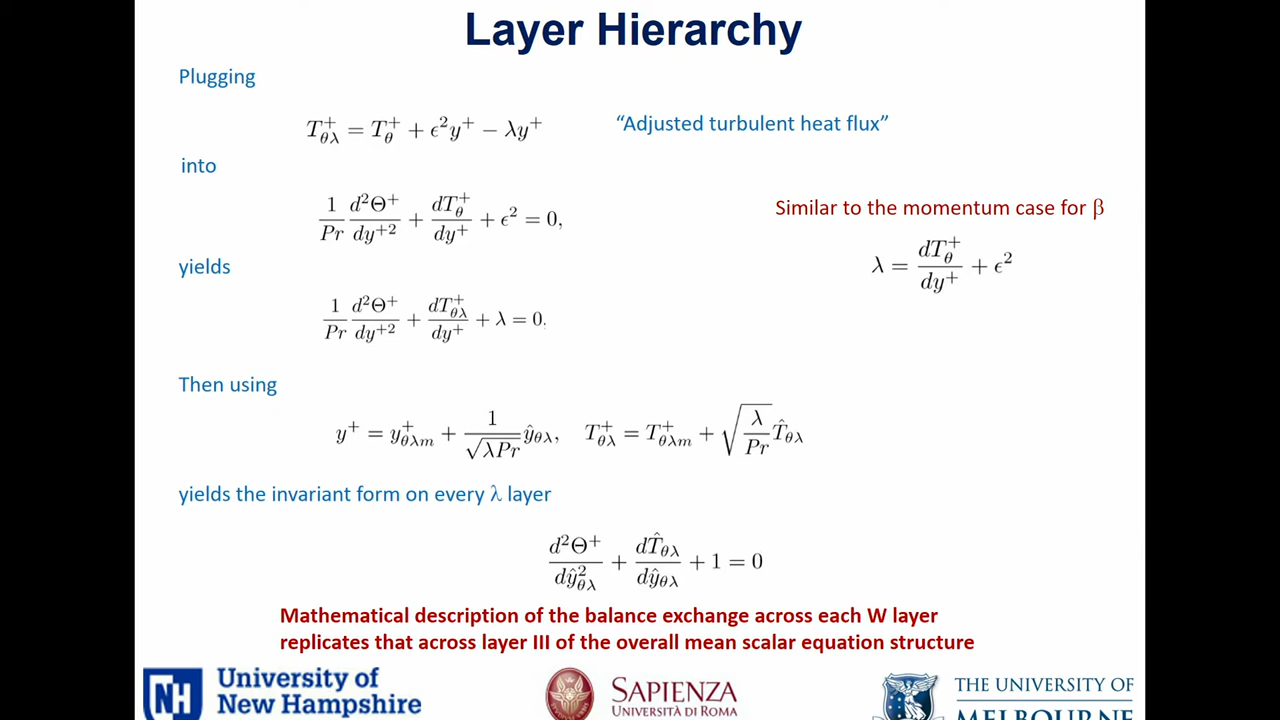 Layer Hierarchy
Plugging
T⁺_θλ = T⁺_θ + ϵ²y⁺ − λy⁺
“Adjusted turbulent heat flux”
into
1/Pr d²Θ⁺/dy⁺² + dT⁺_θ/dy⁺ + ϵ² = 0,
Similar to the momentum case for β
λ = dT⁺_θ/dy⁺ + ϵ²
yields
1/Pr d²Θ⁺/dy⁺² + dT⁺_θλ/dy⁺ + λ = 0.
Then using
y⁺ = y⁺_θλm + 1/√(λPr) ŷ_θλ, T⁺_θλ = T⁺_θλm + √(λ/Pr) T̂_θλ
yields the invariant form on every λ layer
d²Θ⁺/dŷ²_θλ + dT̂_θλ/dŷ_θλ + 1 = 0
Mathematical description of the balance exchange across each W layer
replicates that across layer III of the overall mean scalar equation structure
NH
University of
New Hampshire
SAPIENZA
UNIVERSITÀ DI ROMA
THE UNIVERSITY OF
MELBOURNE